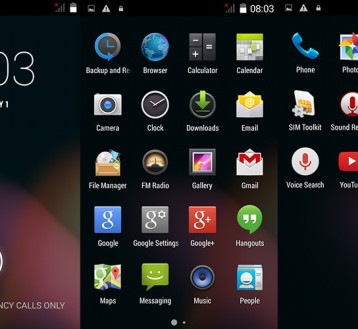 03
Y 1
NCY CALLS ONLY
08:03
Backup and Re
Browser
Calculator
Calendar
Camera
Clock
Downloads
Email
File Manager
FM Radio
Gallery
Gmail
Google
Google Settings
Google+
Hangouts
Maps
Messaging
Music
People
Phone
Photo
SIM Toolkit
Sound Re
Voice Search
YouTu